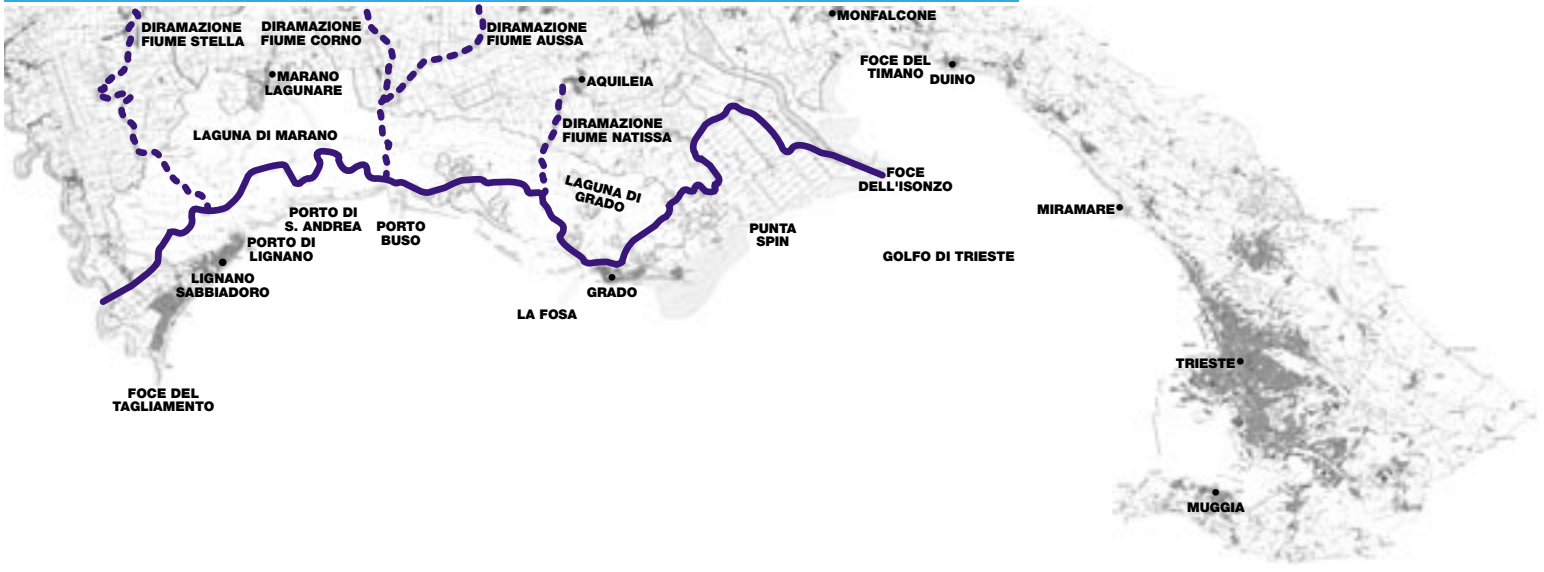 DIRAMAZIONE
FIUME STELLA
DIRAMAZIONE
FIUME CORNO
DIRAMAZIONE
FIUME AUSSA
MONFALCONE
FOCE DEL
TIMANO
DUINO
MARANO
LAGUNARE
AQUILEIA
DIRAMAZIONE
FIUME NATISSA
LAGUNA DI MARANO
FOCE
DELL'ISONZO
LAGUNA DI
GRADO
MIRAMARE
PORTO DI
S. ANDREA
PORTO
BUSO
PUNTA
SPIN
PORTO DI
LIGNANO
GOLFO DI TRIESTE
LIGNANO
SABBIADORO
GRADO
LA FOSA
TRIESTE
FOCE DEL
TAGLIAMENTO
MUGGIA